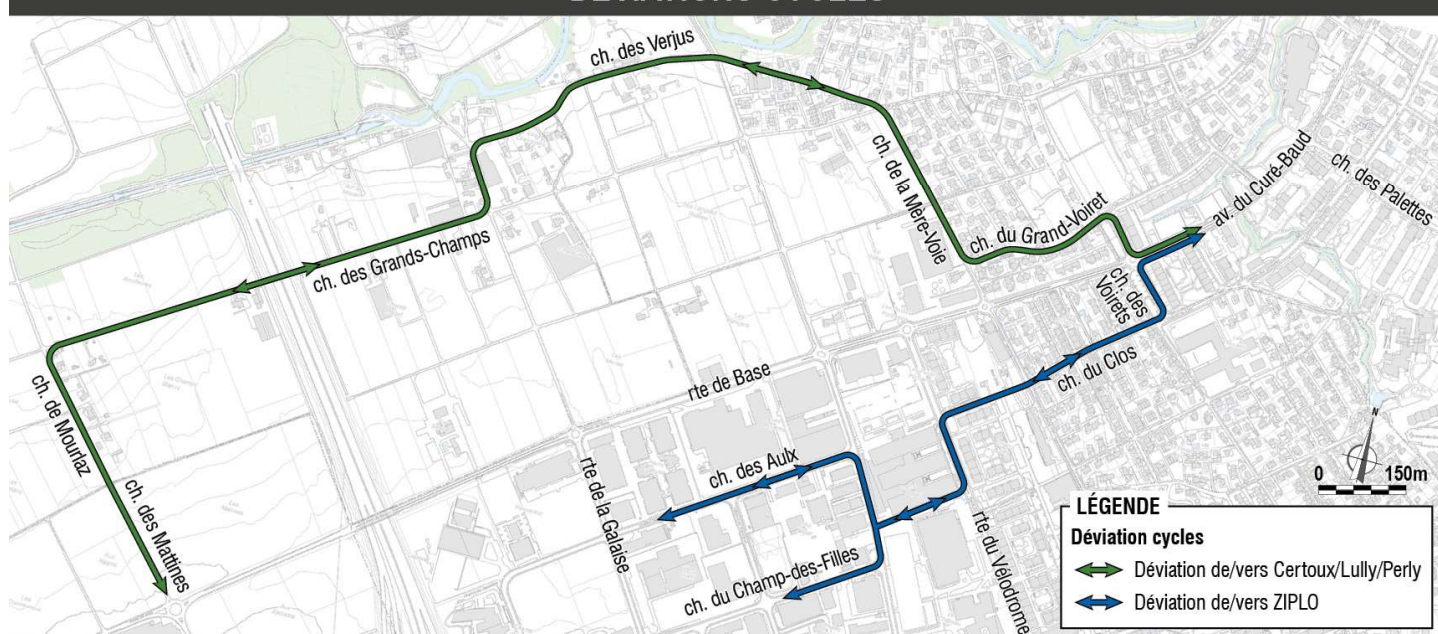 ch. des Verjus
ch. de la Mère-Voie
ch. du Grand-Voiret
av. du Curé-Baud
ch. des Palettes
ch. des Grands-Champs
ch. des
Voirets
ch. du Clos
rte de Base
ch. de Mourlaz
ch. des Mattines
rte de la Galaise
ch. des Aulx
ch. du Champ-des-Filles
rte du Vélodrome
N
0 150m
LÉGENDE
Déviation cycles
Déviation de/vers Certoux/Lully/Perly
Déviation de/vers ZIPLO